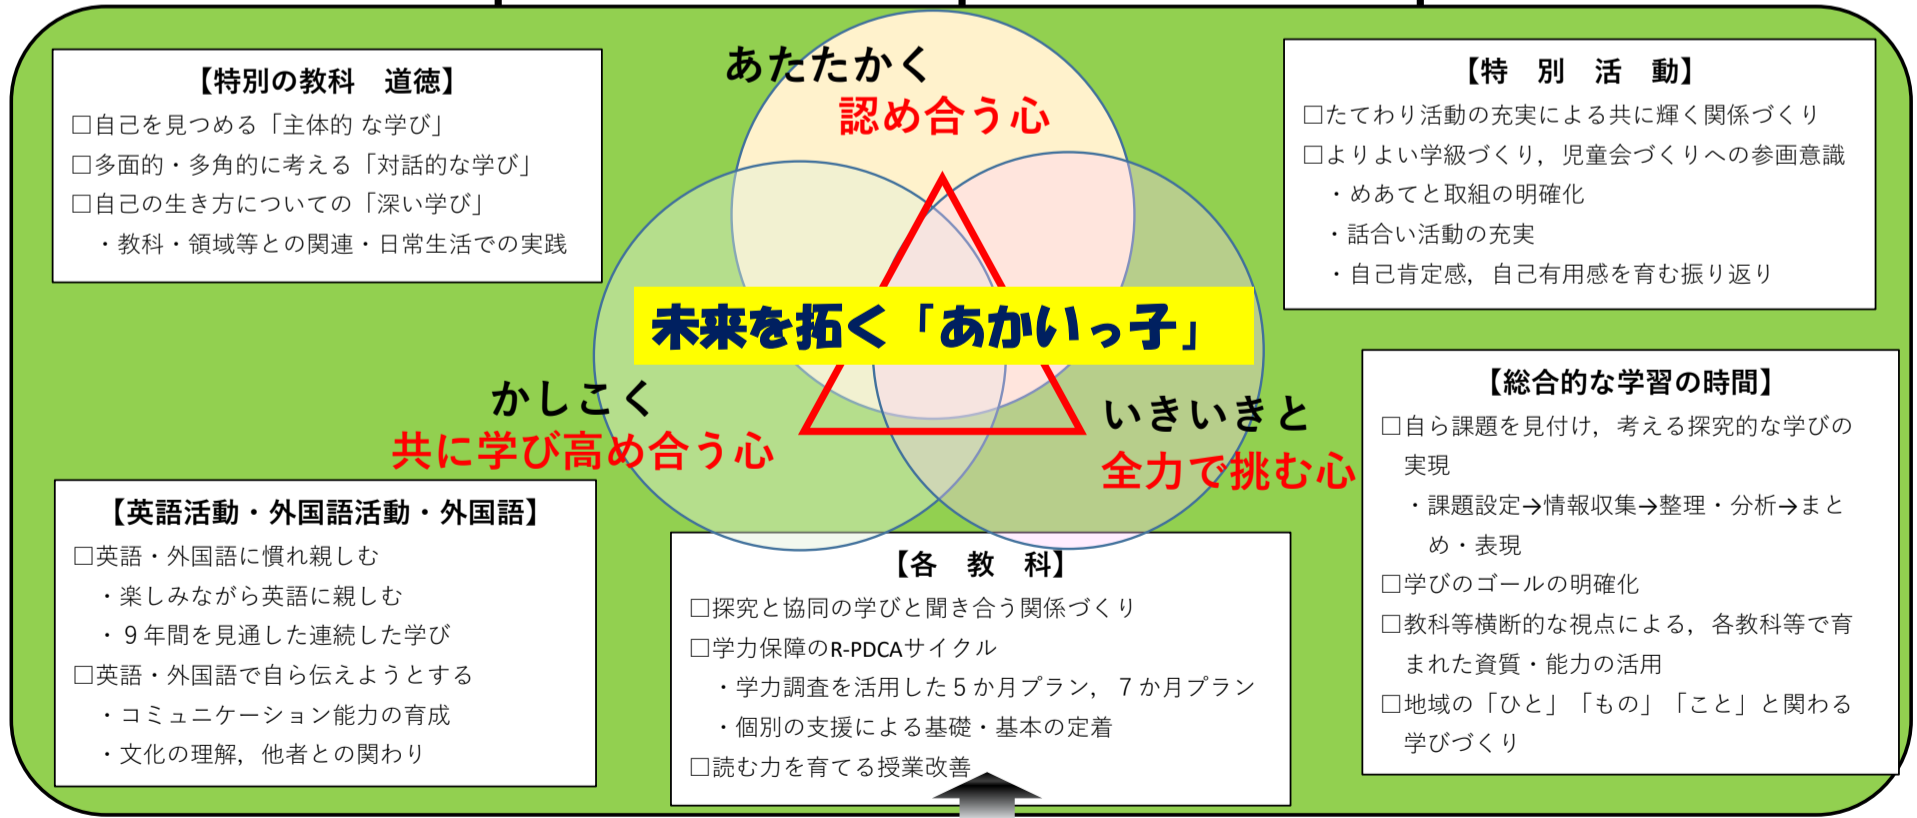 【特別の教科　道徳】
□自己を見つめる「主体的 な学び」
□多面的・多角的に考える「対話的な学び」
□自己の生き方についての「深い学び」
・教科・領域等との関連・日常生活での実践
あたたかく
認め合う心
【特　別　活　動】
□たてわり活動の充実による共に輝く関係づくり
□よりよい学級づくり，児童会づくりへの参画意識
・めあてと取組の明確化
・話合い活動の充実
・自己肯定感，自己有用感を育む振り返り
未来を拓く「あかいっ子」
かしこく
共に学び高め合う心
いきいきと
全力で挑む心
【英語活動・外国語活動・外国語】
□英語・外国語に慣れ親しむ
・楽しみながら英語に親しむ
・９年間を見通した連続した学び
□英語・外国語で自ら伝えようとする
・コミュニケーション能力の育成
・文化の理解，他者との関わり
【各　教　科】
□探究と協同の学びと聞き合う関係づくり
□学力保障のR-PDCAサイクル
・学力調査を活用した５か月プラン，７か月プラン
・個別の支援による基礎・基本の定着
□読む力を育てる授業改善
【総合的な学習の時間】
□自ら課題を見付け，考える探究的な学びの
実現
・課題設定→情報収集→整理・分析→まと
め・表現
□学びのゴールの明確化
□教科等横断的な視点による，各教科等で育
まれた資質・能力の活用
□地域の「ひと」「もの」「こと」と関わる
学びづくり